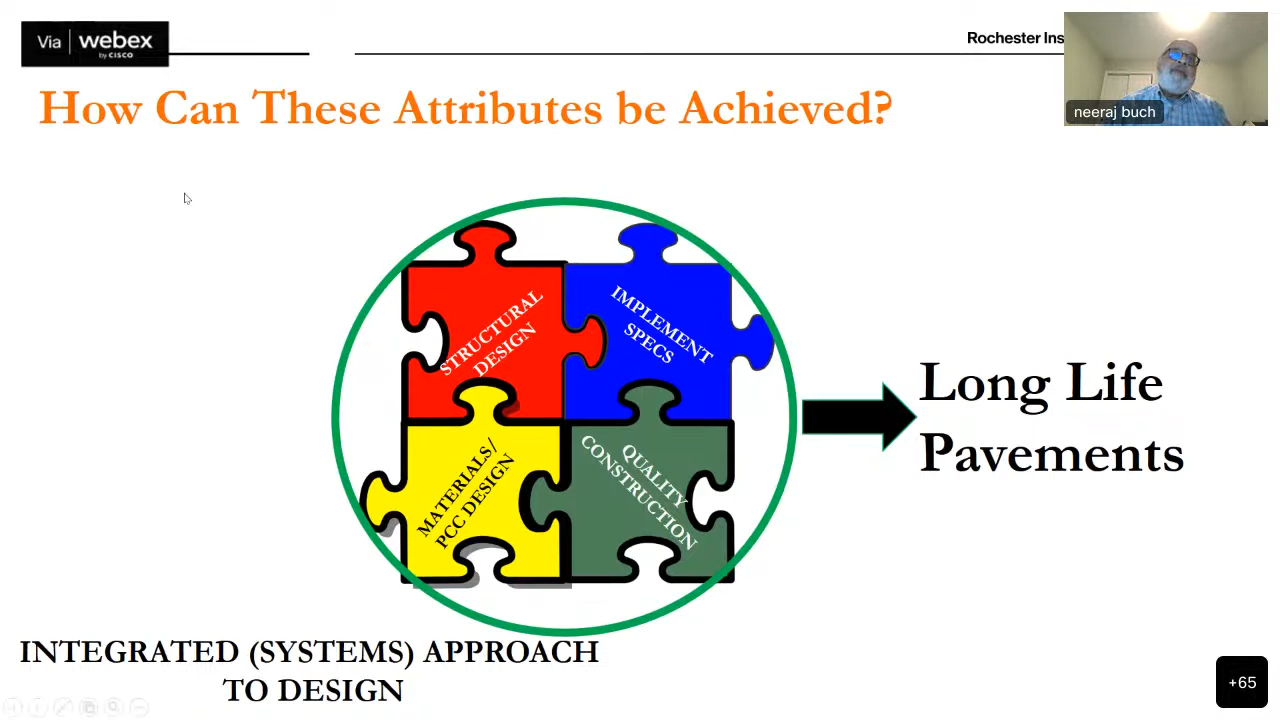 Via webex
by CISCO
Rochester Ins
neeraj buch
How Can These Attributes be Achieved?
STRUCTURAL
DESIGN
IMPLEMENT
SPECS
MATERIALS/
PCC DESIGN
QUALITY
CONSTRUCTION
Long Life
Pavements
INTEGRATED (SYSTEMS) APPROACH
TO DESIGN
+65